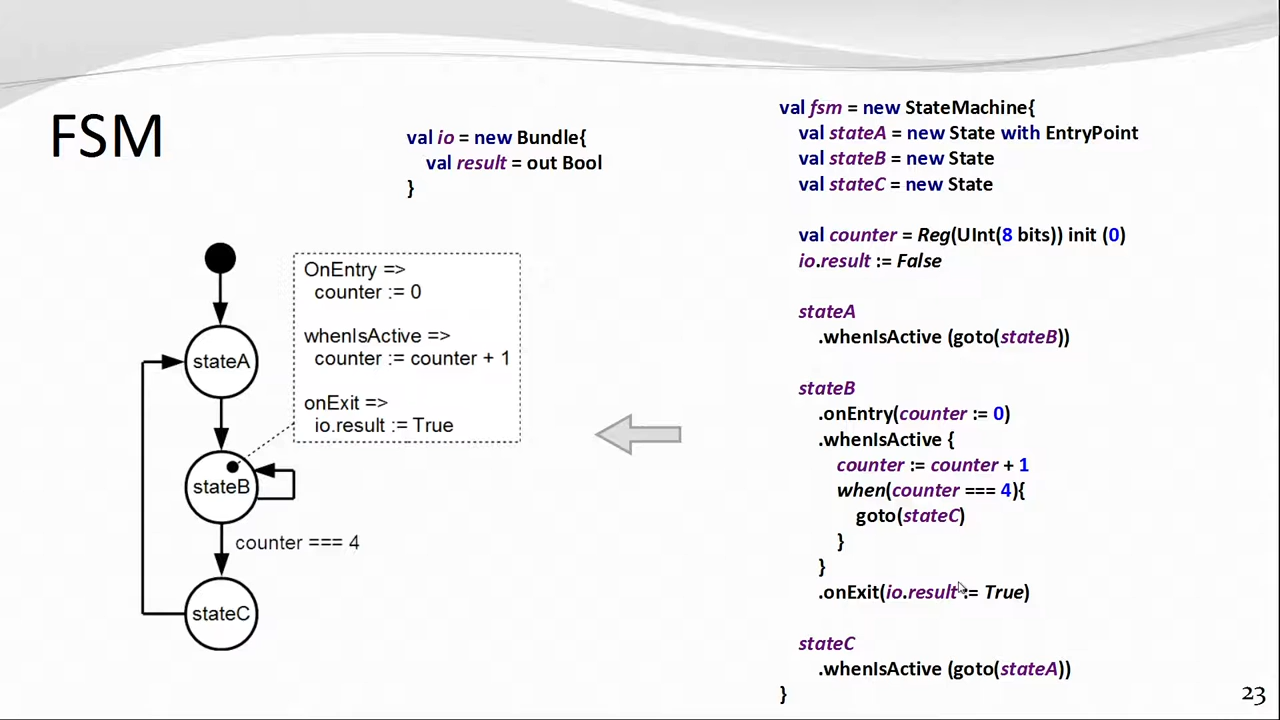 FSM
val io = new Bundle{
val result = out Bool
}
OnEntry =>
counter := 0
whenIsActive =>
counter := counter + 1
onExit =>
io.result := True
stateA
stateB
counter === 4
stateC
val fsm = new StateMachine{
val stateA = new State with EntryPoint
val stateB = new State
val stateC = new State
val counter = Reg(UInt(8 bits)) init (0)
io.result := False
stateA
.whenIsActive (goto(stateB))
stateB
.onEntry(counter := 0)
.whenIsActive {
counter := counter + 1
when(counter === 4){
goto(stateC)
}
}
.onExit(io.result := True)
stateC
.whenIsActive (goto(stateA))
}
23